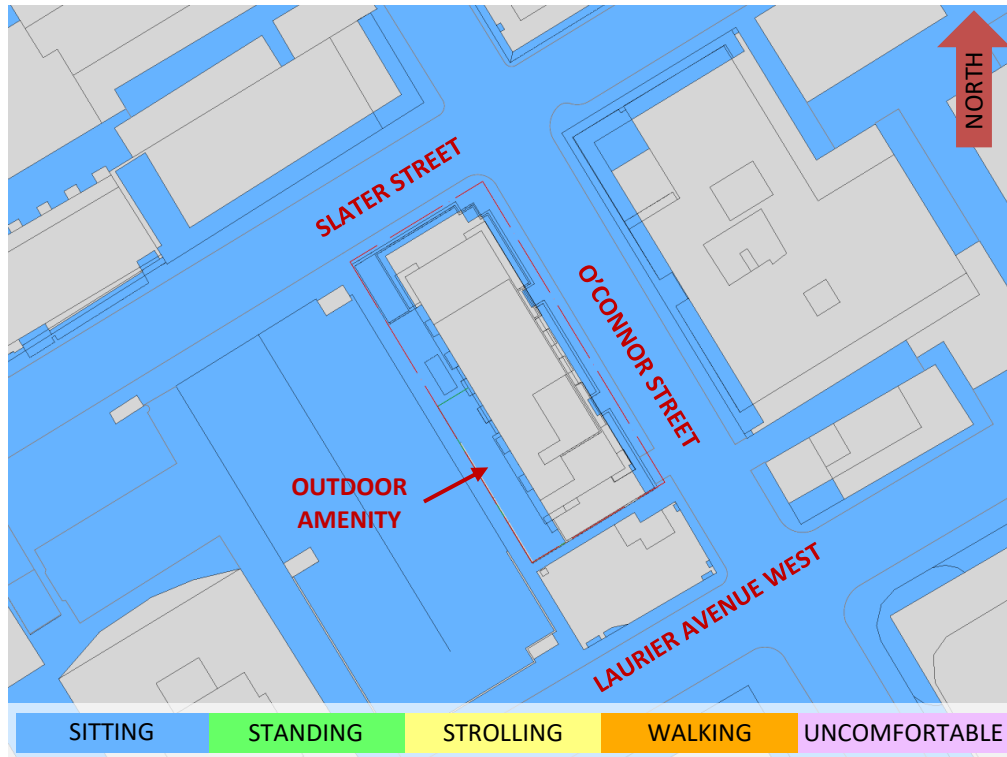 NORTH
SLATER STREET
O'CONNOR STREET
OUTDOOR
AMENITY
LAURIER AVENUE WEST
SITTING
STANDING
STROLLING
WALKING
UNCOMFORTABLE